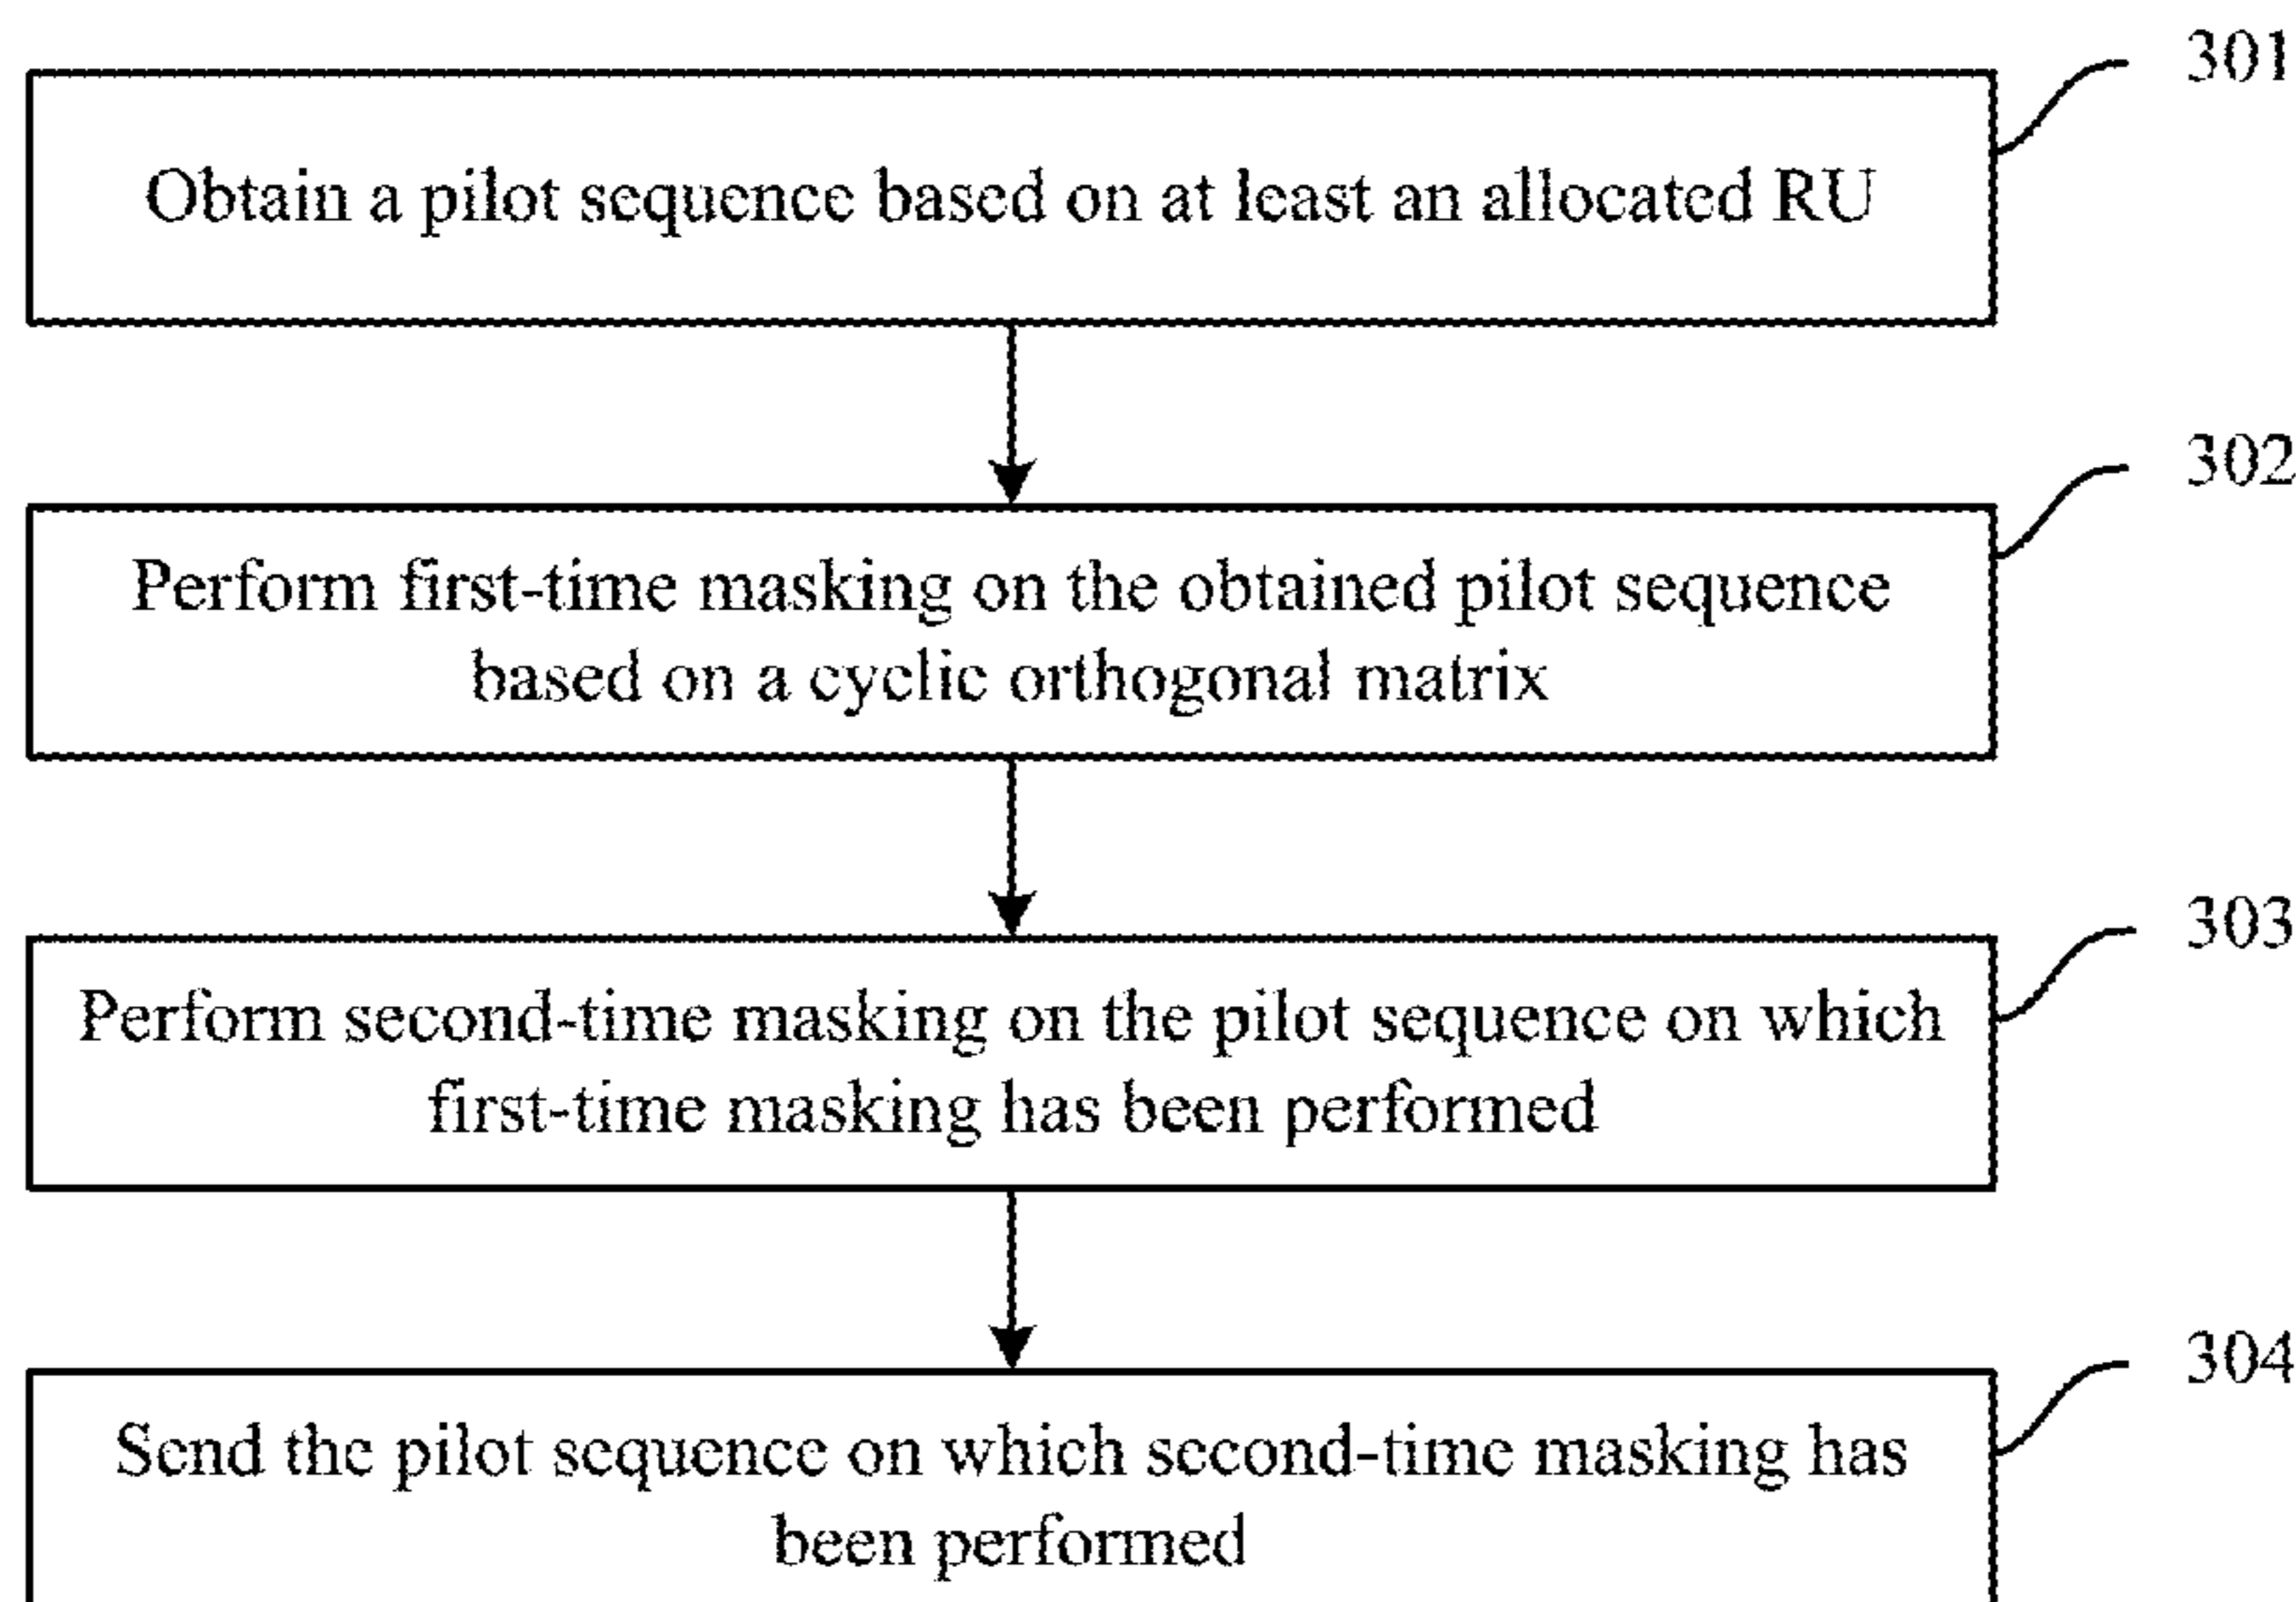 301
Obtain a pilot sequence based on at least an allocated RU
302
Perform first-time masking on the obtained pilot sequence
based on a cyclic orthogonal matrix
303
Perform second-time masking on the pilot sequence on which
first-time masking has been performed
304
Send the pilot sequence on which second-time masking has
been performed